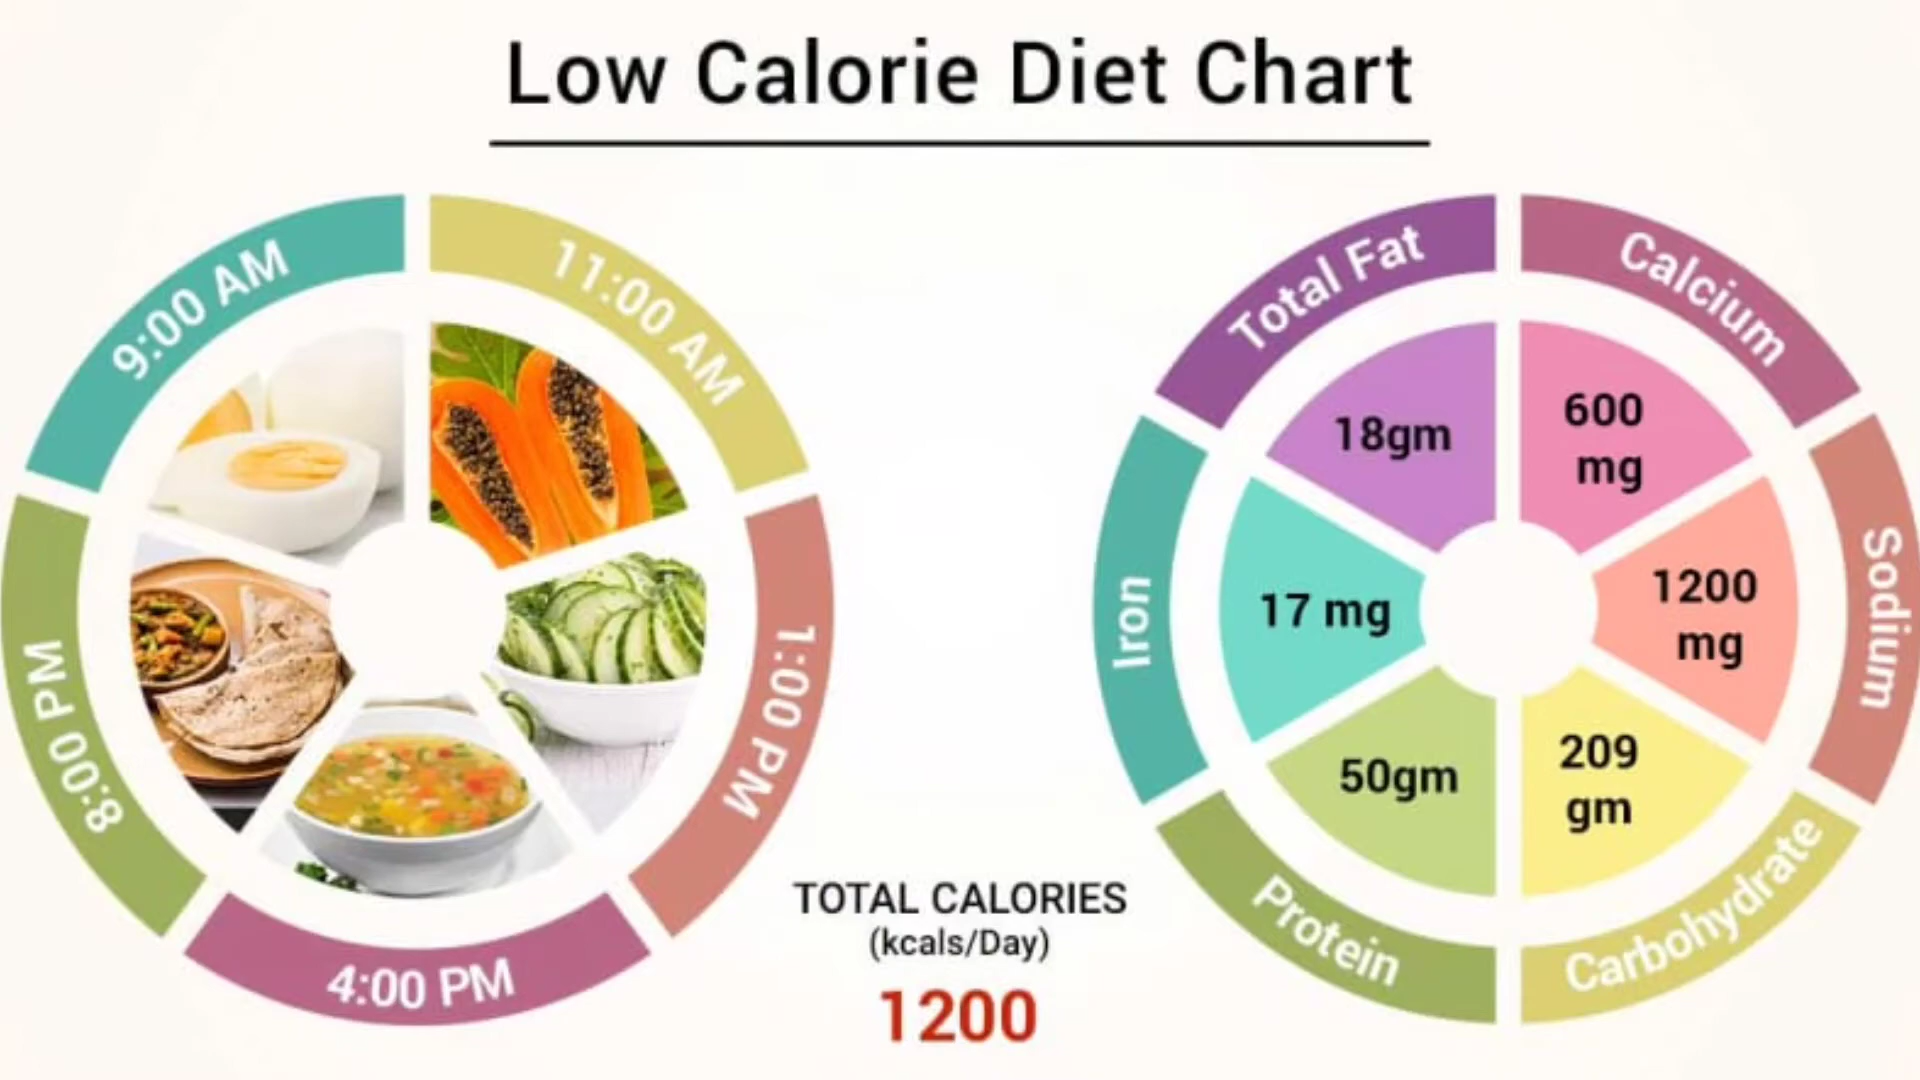 Low Calorie Diet Chart
9:00 AM
11:00 AM
1:00 PM
4:00 PM
8:00 PM
TOTAL CALORIES
(kcals/Day)
1200
Total Fat
18gm
Calcium
600
mg
Sodium
1200
mg
Carbohydrate
209
gm
Protein
50gm
Iron
17 mg